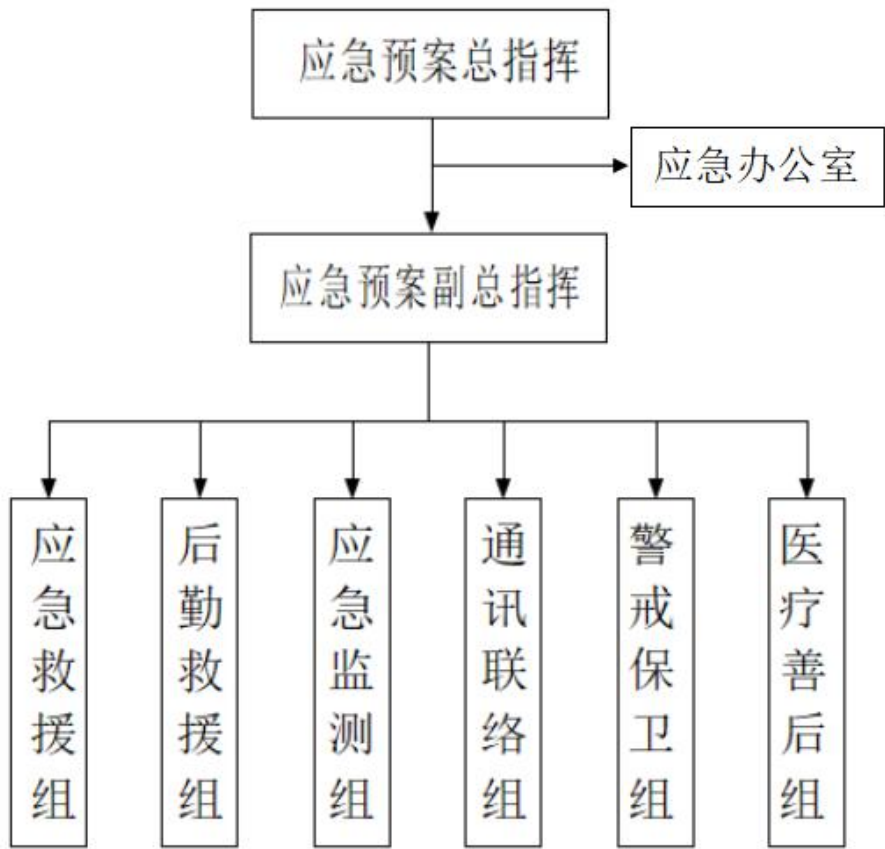 应急预案总指挥
应急办公室
应急预案副总指挥
应急救援组
后勤救援组
应急监测组
通讯联络组
警戒保卫组
医疗善后组